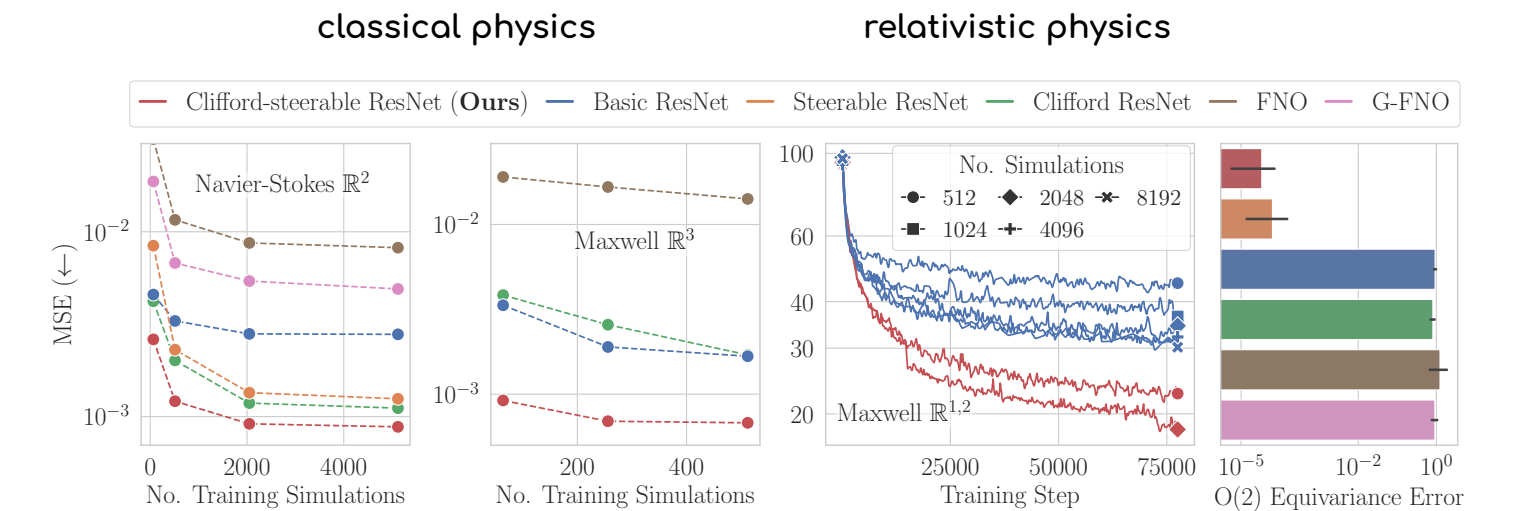 classical physics
relativistic physics
Clifford-steerable ResNet (Ours)
Basic ResNet
Steerable ResNet
Clifford ResNet
FNO
G-FNO
MSE (←)
10⁻²
10⁻³
Navier-Stokes ℝ²
0
2000
4000
No. Training Simulations
10⁻²
10⁻³
Maxwell ℝ³
200
400
No. Training Simulations
100
60
40
30
20
No. Simulations
512
2048
8192
1024
4096
Maxwell ℝ¹,²
25000
50000
75000
Training Step
10⁻⁵
10⁻²
10⁰
O(2) Equivariance Error